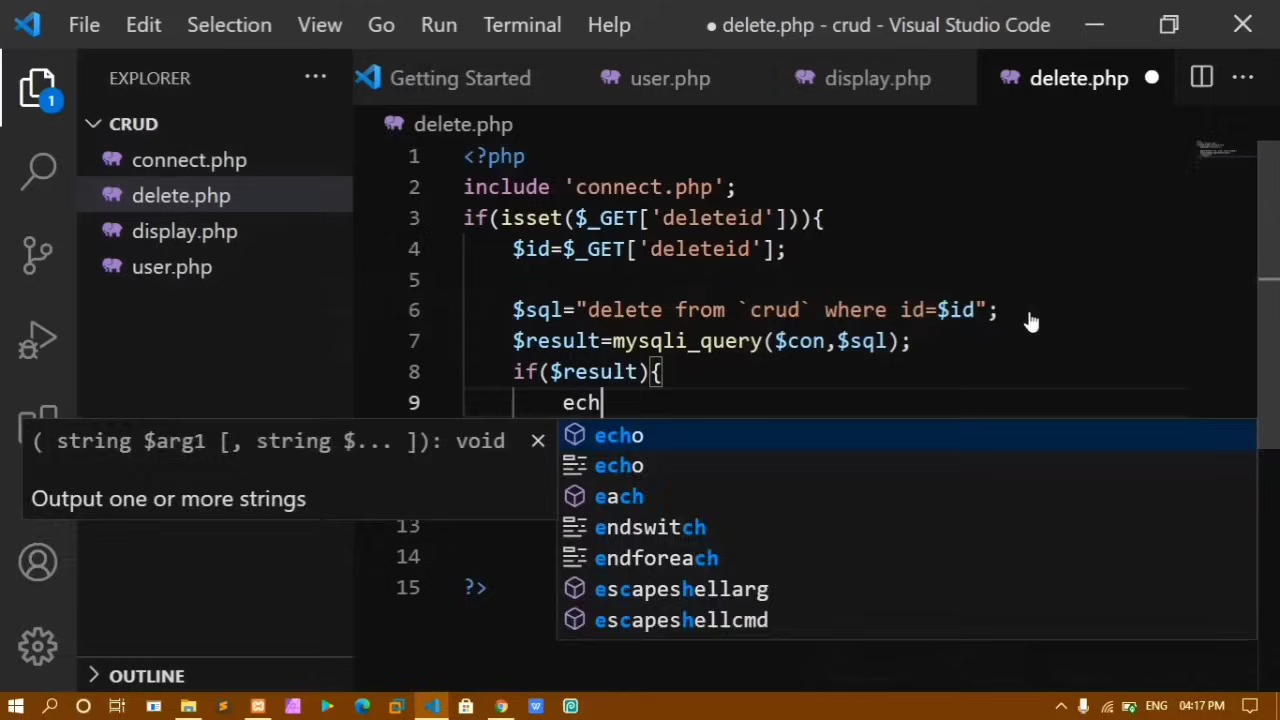 File Edit Selection View Go Run Terminal Help ● delete.php - crud - Visual Studio Code
EXPLORER ...
Getting Started user.php display.php delete.php ● ...
1
CRUD
connect.php
delete.php
display.php
user.php
delete.php
1 <?php
2 include 'connect.php';
3 if(isset($_GET['deleteid'])){
4 $id=$_GET['deleteid'];
5
6 $sql="delete from `crud` where id=$id";
7 $result=mysqli_query($con,$sql);
8 if($result){
9 ech
( string $arg1 [, string $... ]): void ×
Output one or more strings
echo
echo
each
endswitch
endforeach
escapeshellarg
escapeshellcmd
13
14
15 ?>
OUTLINE
ENG 04:17 PM